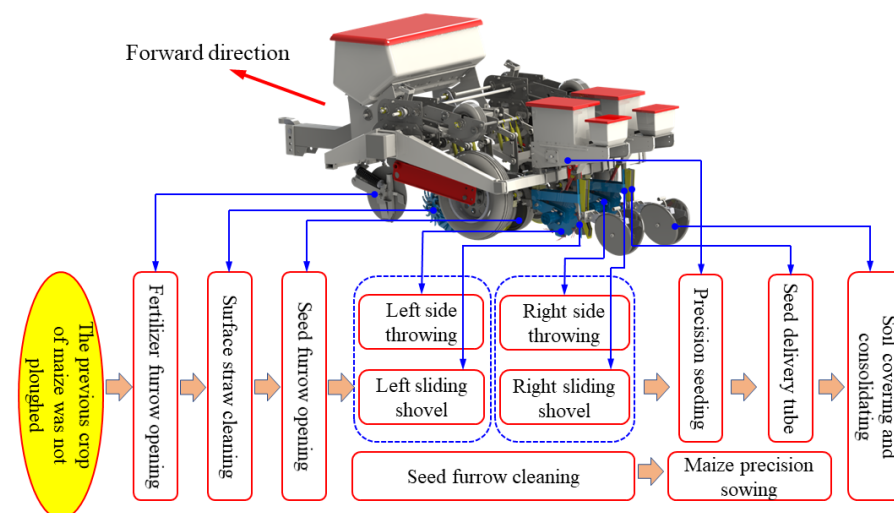 Forward direction
The previous crop
of maize was not
ploughed
Fertilizer furrow opening
Surface straw cleaning
Seed furrow opening
Left side
throwing
Left sliding
shovel
Right side
throwing
Right sliding
shovel
Precision seeding
Seed delivery tube
Soil covering and
consolidating
Seed furrow cleaning
Maize precision
sowing